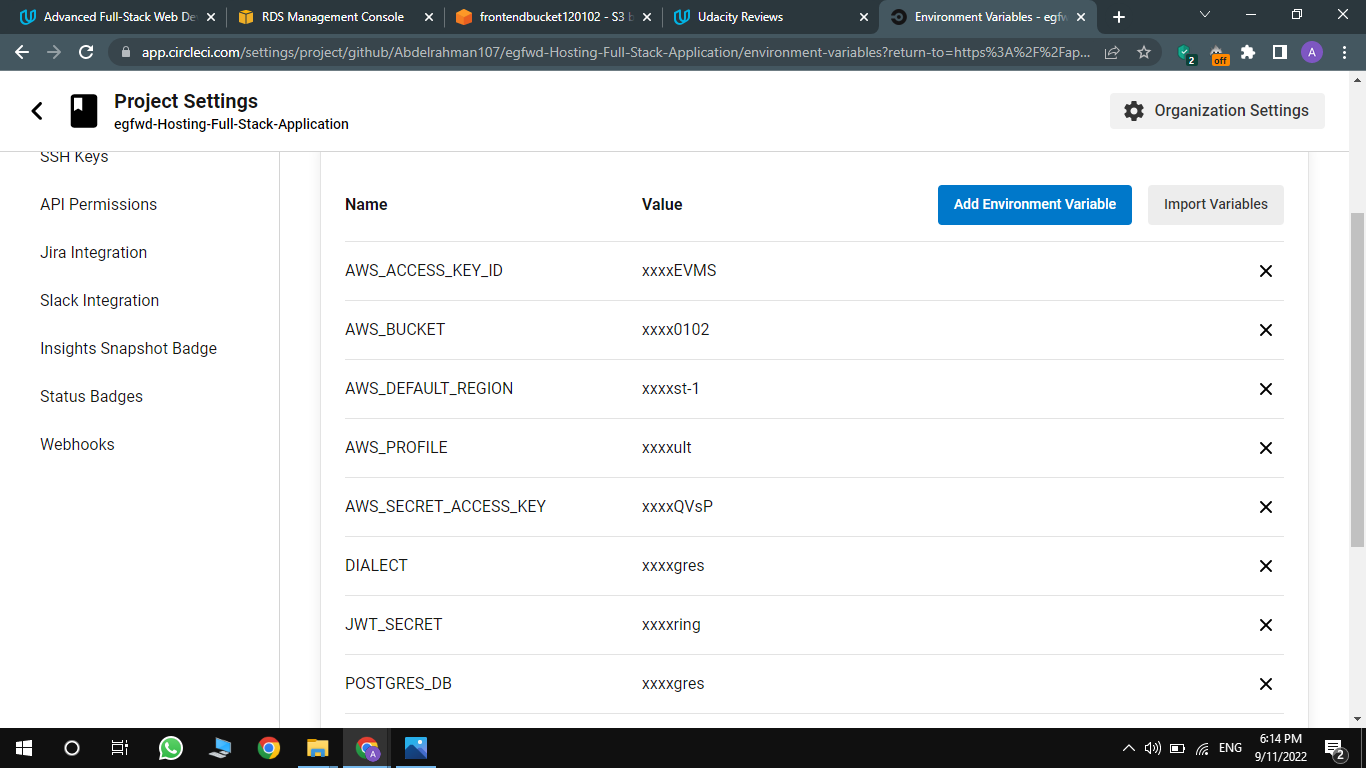 Advanced Full-Stack Web De
RDS Management Console
frontendbucket120102 - S3 b
Udacity Reviews
Environment Variables - egfw
app.circleci.com/settings/project/github/Abdelrahman107/egfwd-Hosting-Full-Stack-Application/environment-variables?return-to=https%3A%2F%2Fap...
2
off
A
Project Settings
egfwd-Hosting-Full-Stack-Application
Organization Settings
SSH Keys
API Permissions
Jira Integration
Slack Integration
Insights Snapshot Badge
Status Badges
Webhooks
Name Value Add Environment Variable Import Variables
AWS_ACCESS_KEY_ID xxxxEVMS
AWS_BUCKET xxxx0102
AWS_DEFAULT_REGION xxxxst-1
AWS_PROFILE xxxxult
AWS_SECRET_ACCESS_KEY xxxxQVsP
DIALECT xxxxgres
JWT_SECRET xxxxring
POSTGRES_DB xxxxgres
A
ENG
6:14 PM
9/11/2022
2